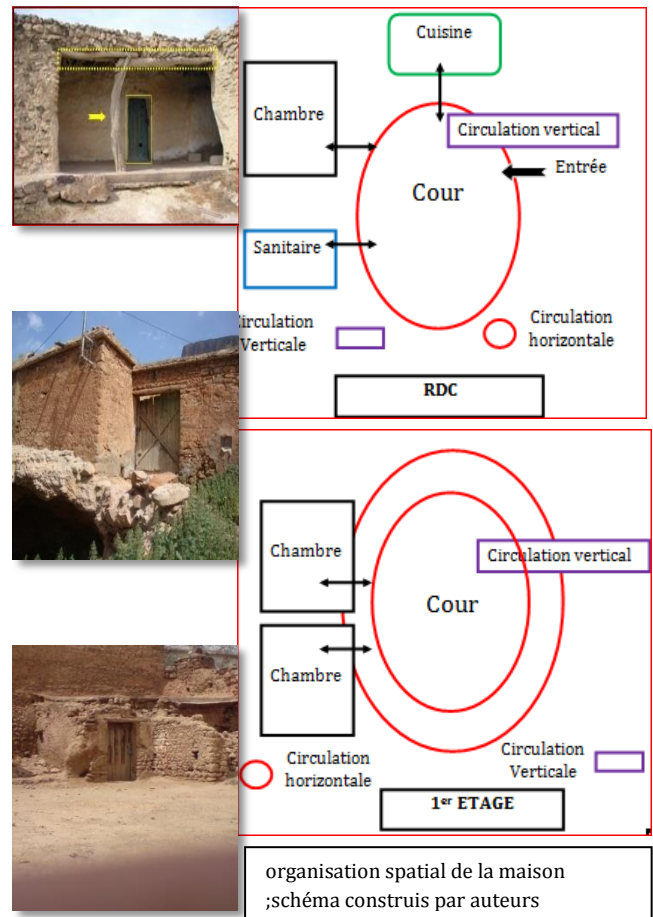 Cuisine
Chambre
Circulation vertical
Entrée
Cour
Sanitaire
Circulation
Verticale
Circulation
horizontale
RDC
Circulation vertical
Chambre
Cour
Chambre
Circulation
horizontale
Circulation
Verticale
1er ETAGE
organisation spatial de la maison
;schéma construis par auteurs